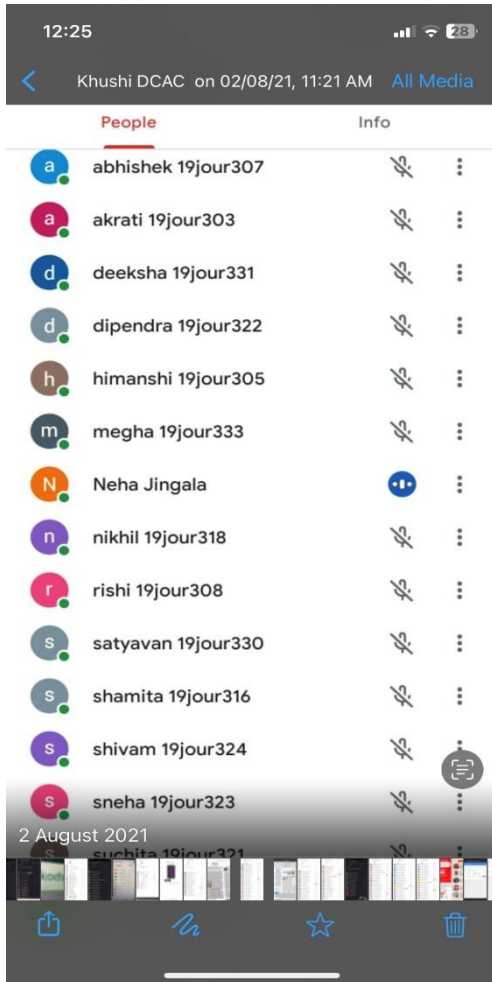 12:25
28
Khushi DCAC on 02/08/21, 11:21 AM All Media
People Info
a abhishek 19jour307
a akrati 19jour303
d deeksha 19jour331
d dipendra 19jour322
h himanshi 19jour305
m megha 19jour333
N Neha Jingala
n nikhil 19jour318
r rishi 19jour308
s satyavan 19jour330
s shamita 19jour316
s shivam 19jour324
s sneha 19jour323
2 August 2021
s suchita 19jour321